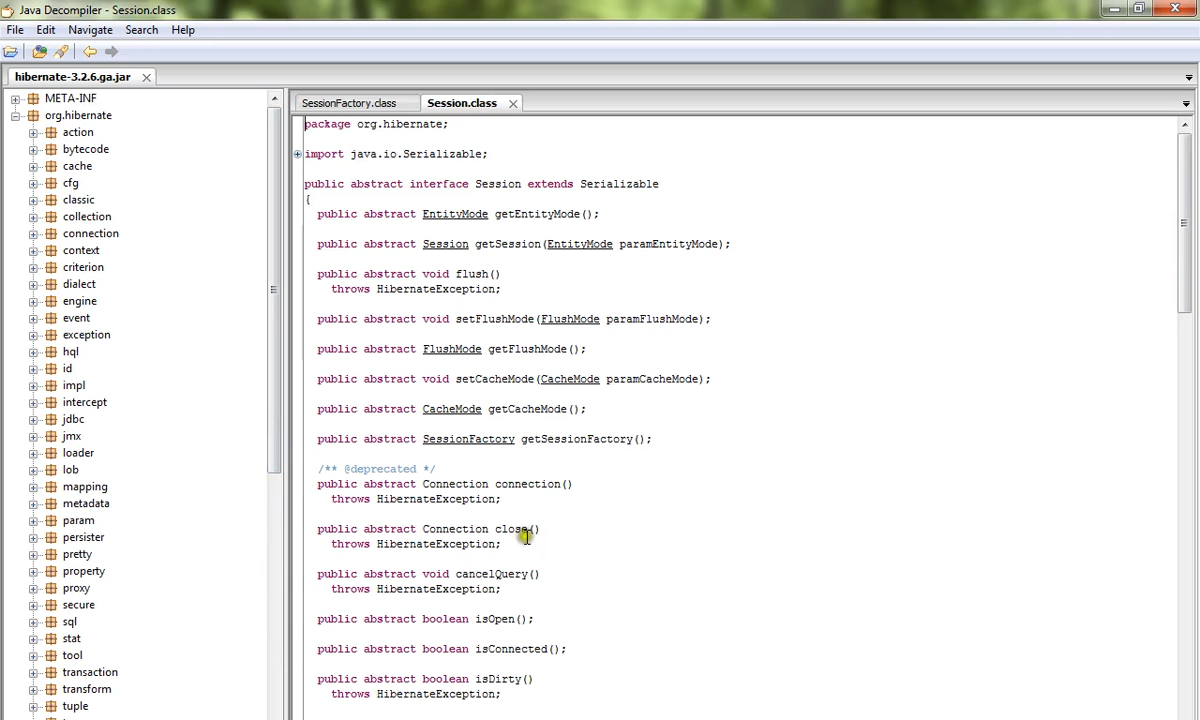 Java Decompiler - Session.class
File Edit Navigate Search Help
hibernate-3.2.6.ga.jar
META-INF
org.hibernate
action
bytecode
cache
cfg
classic
collection
connection
context
criterion
dialect
engine
event
exception
hql
id
impl
intercept
jdbc
jmx
loader
lob
mapping
metadata
param
persister
pretty
property
proxy
secure
sql
stat
tool
transaction
transform
tuple
SessionFactory.class Session.class
package org.hibernate;
import java.io.Serializable;
public abstract interface Session extends Serializable
{
public abstract EntityMode getEntityMode();
public abstract Session getSession(EntityMode paramEntityMode);
public abstract void flush()
throws HibernateException;
public abstract void setFlushMode(FlushMode paramFlushMode);
public abstract FlushMode getFlushMode();
public abstract void setCacheMode(CacheMode paramCacheMode);
public abstract CacheMode getCacheMode();
public abstract SessionFactory getSessionFactory();
/** @deprecated */
public abstract Connection connection()
throws HibernateException;
public abstract Connection close()
throws HibernateException;
public abstract void cancelQuery()
throws HibernateException;
public abstract boolean isOpen();
public abstract boolean isConnected();
public abstract boolean isDirty()
throws HibernateException;